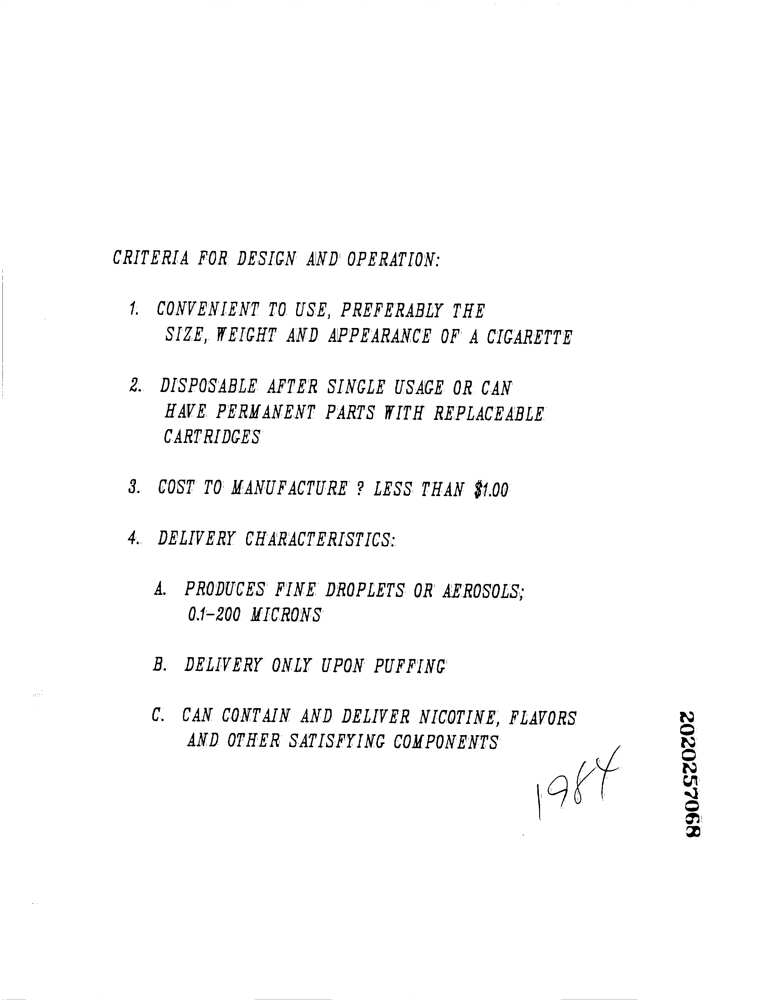 CRITERIA FOR DESIGN AND OPERATION:
1. CONVENIENT TO USE, PREFERABLY THE
SIZE, WEIGHT AND APPEARANCE OF A CIGARETTE
2. DISPOSABLE AFTER SINGLE USAGE OR CAN
HAVE PERMANENT PARTS WITH REPLACEABLE
CARTRIDGES
3. COST TO MANUFACTURE ? LESS THAN $1.00
4. DELIVERY CHARACTERISTICS:
A. PRODUCES FINE DROPLETS OR AEROSOLS;
0.1-200 MICRONS
B. DELIVERY ONLY UPON PUFFING
C. CAN CONTAIN AND DELIVER NICOTINE, FLAVORS
AND OTHER SATISFYING COMPONENTS
1984
2020257068